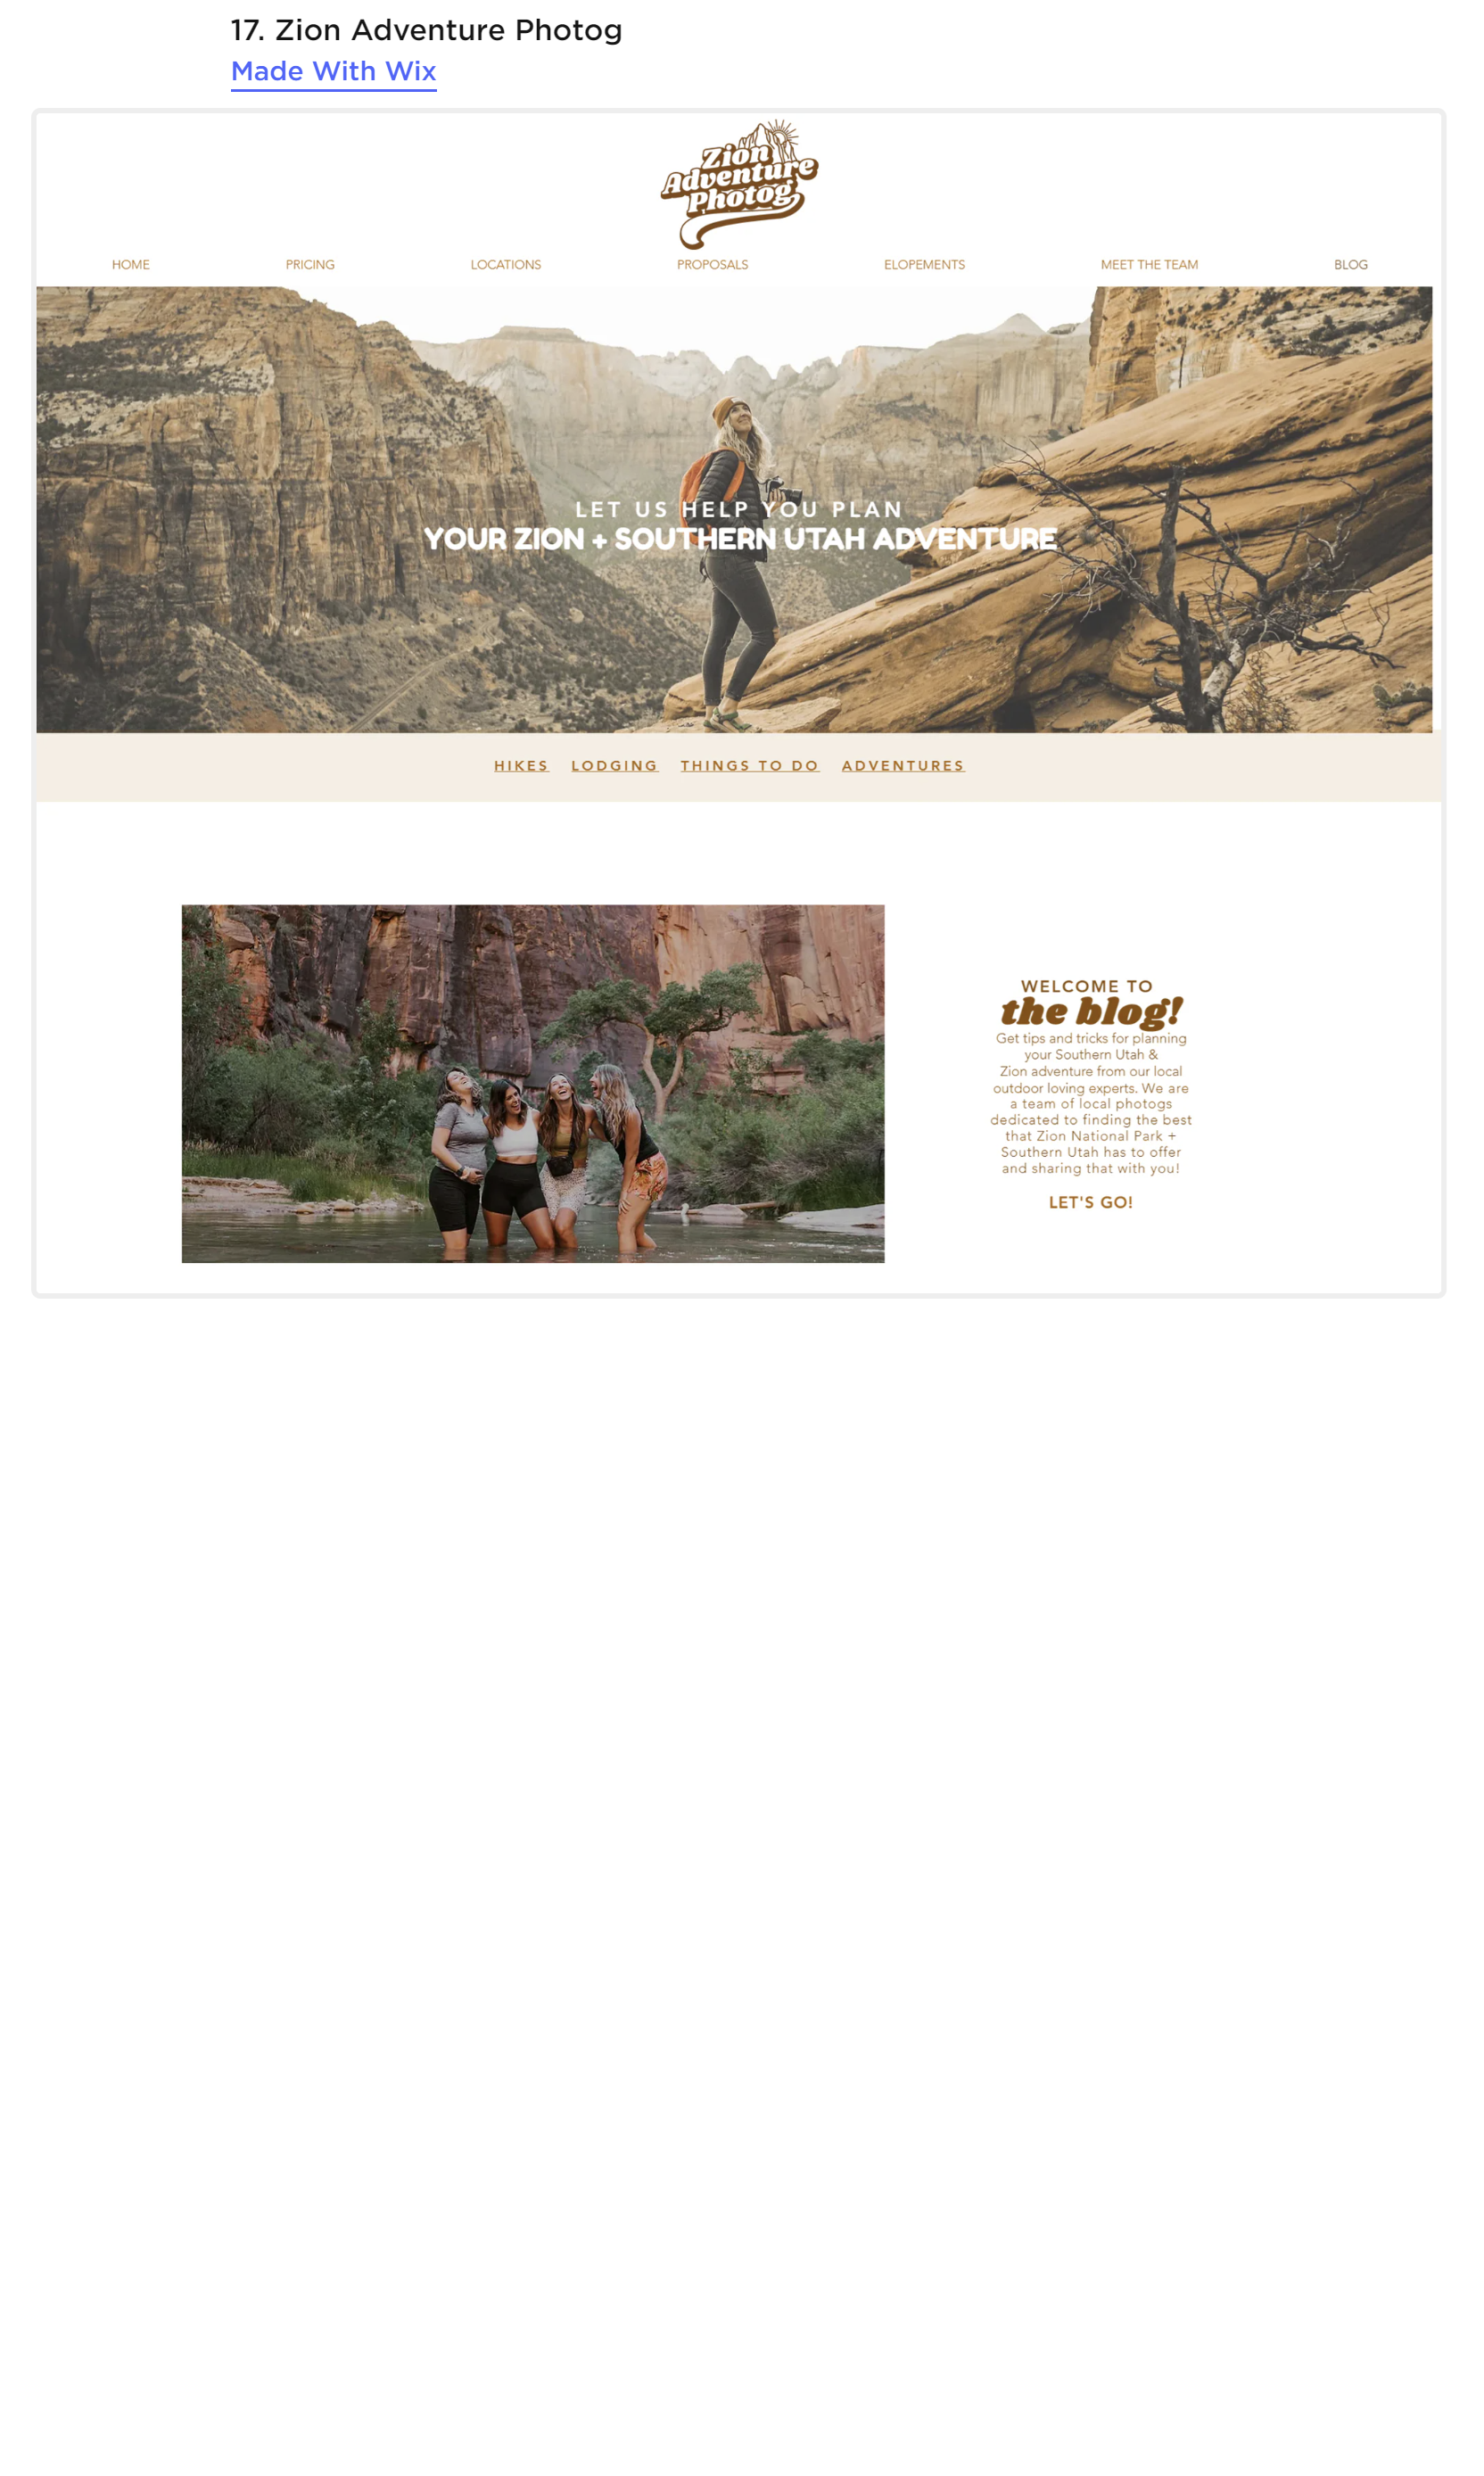 17. Zion Adventure Photog
Made With Wix
Zion
Adventure
Photog
HOME PRICING LOCATIONS PROPOSALS ELOPEMENTS MEET THE TEAM BLOG
LET US HELP YOU PLAN
YOUR ZION + SOUTHERN UTAH ADVENTURE
HIKES LODGING THINGS TO DO ADVENTURES
WELCOME TO
the blog!
Get tips and tricks for planning
your Southern Utah &
Zion adventure from our local
outdoor loving experts. We are
a team of local photogs
dedicated to finding the best
that Zion National Park +
Southern Utah has to offer
and sharing that with you!
LET'S GO!